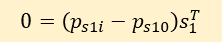 0 = (p_{s1i} − p_{s10})s_1^T